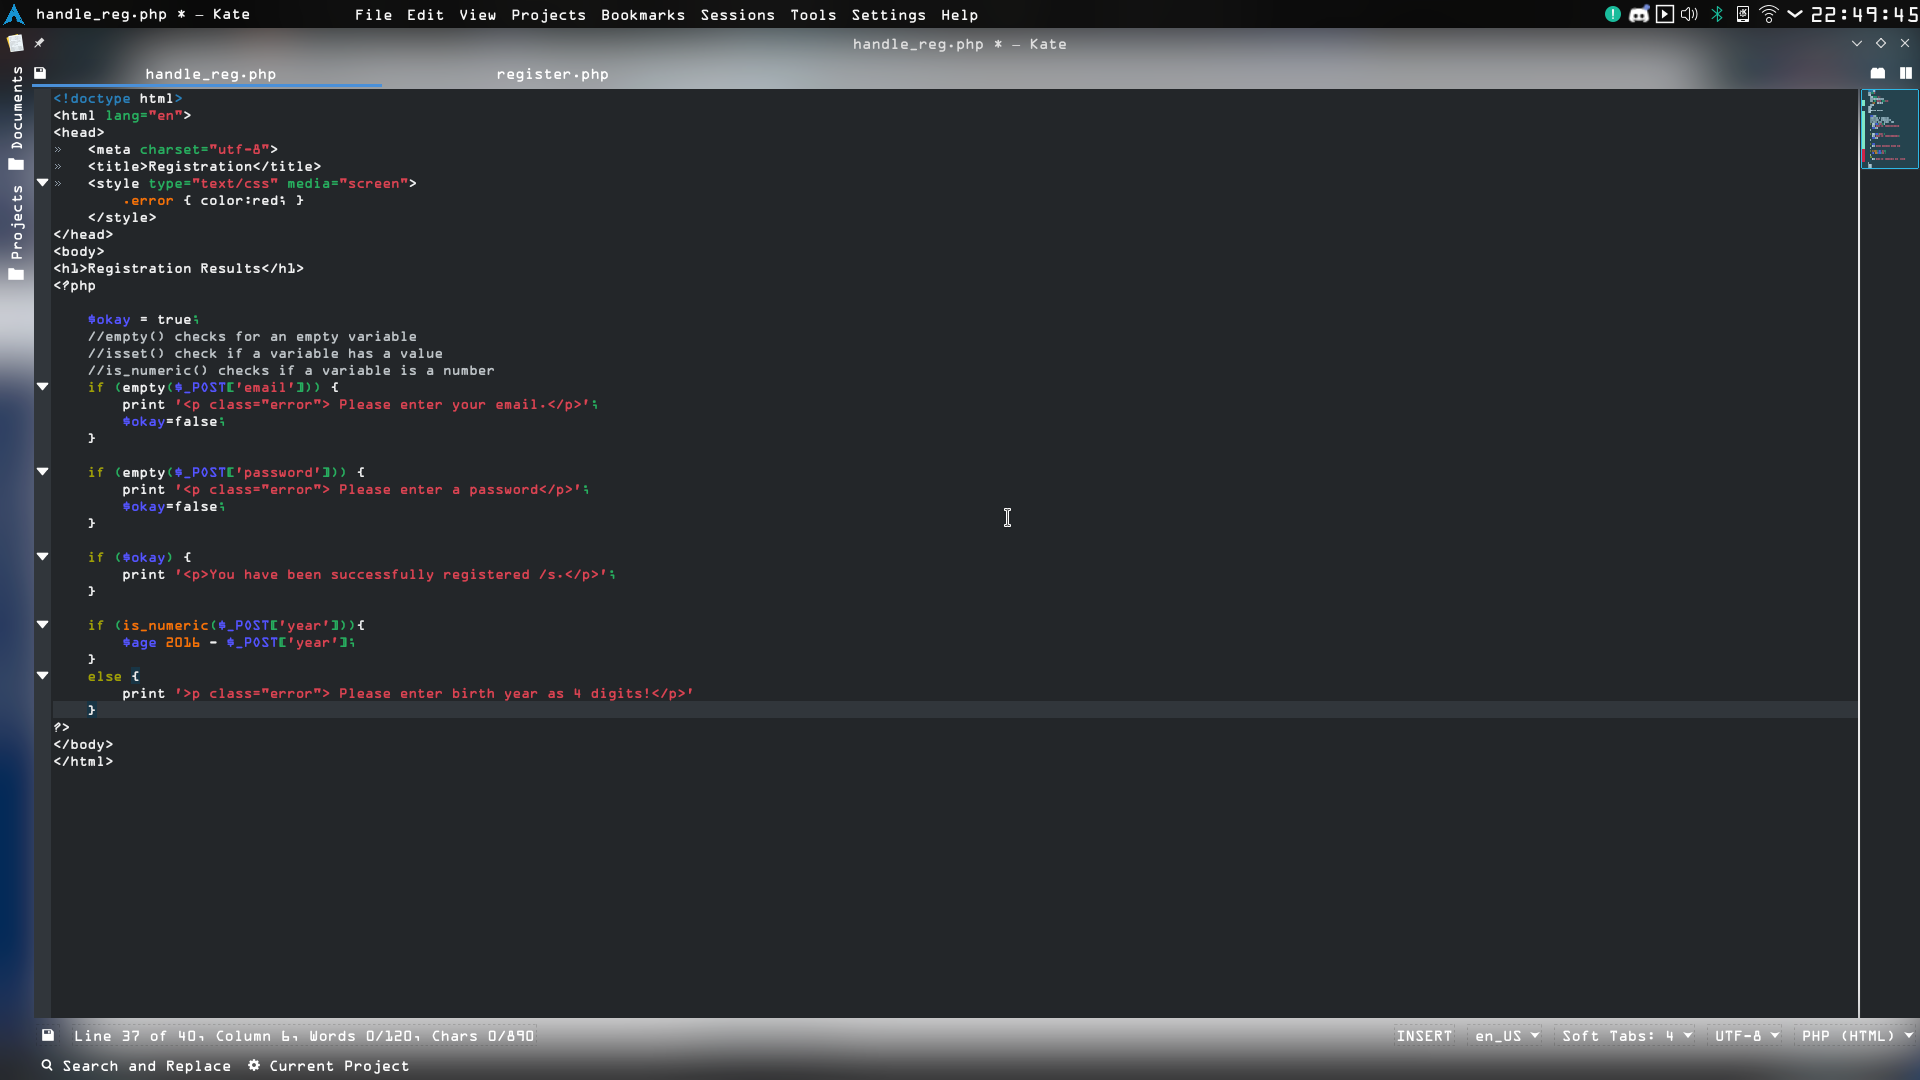 handle_reg.php * — Kate
File Edit View Projects Bookmarks Sessions Tools Settings Help
22:49:45
handle_reg.php * — Kate
handle_reg.php
register.php
Documents
Projects
<!doctype html>
<html lang="en">
<head>
» <meta charset="utf-8">
» <title>Registration</title>
» <style type="text/css" media="screen">
        .error { color:red; }
    </style>
</head>
<body>
<h1>Registration Results</h1>
<?php
    $okay = true;
    //empty() checks for an empty variable
    //isset() check if a variable has a value
    //is_numeric() checks if a variable is a number
    if (empty($_POST['email'])) {
        print '<p class="error"> Please enter your email.</p>';
        $okay=false;
    }
    if (empty($_POST['password'])) {
        print '<p class="error"> Please enter a password</p>';
        $okay=false;
    }
    if ($okay) {
        print '<p>You have been successfully registered /s.</p>';
    }
    if (is_numeric($_POST['year'])){
        $age 2016 - $_POST['year'];
    }
    else {
        print '>p class="error"> Please enter birth year as 4 digits!</p>'
    }
?>
</body>
</html>
Line 37 of 40, Column 6, Words 0/120, Chars 0/890
INSERT en_US Soft Tabs: 4 UTF-8 PHP (HTML)
Search and Replace Current Project